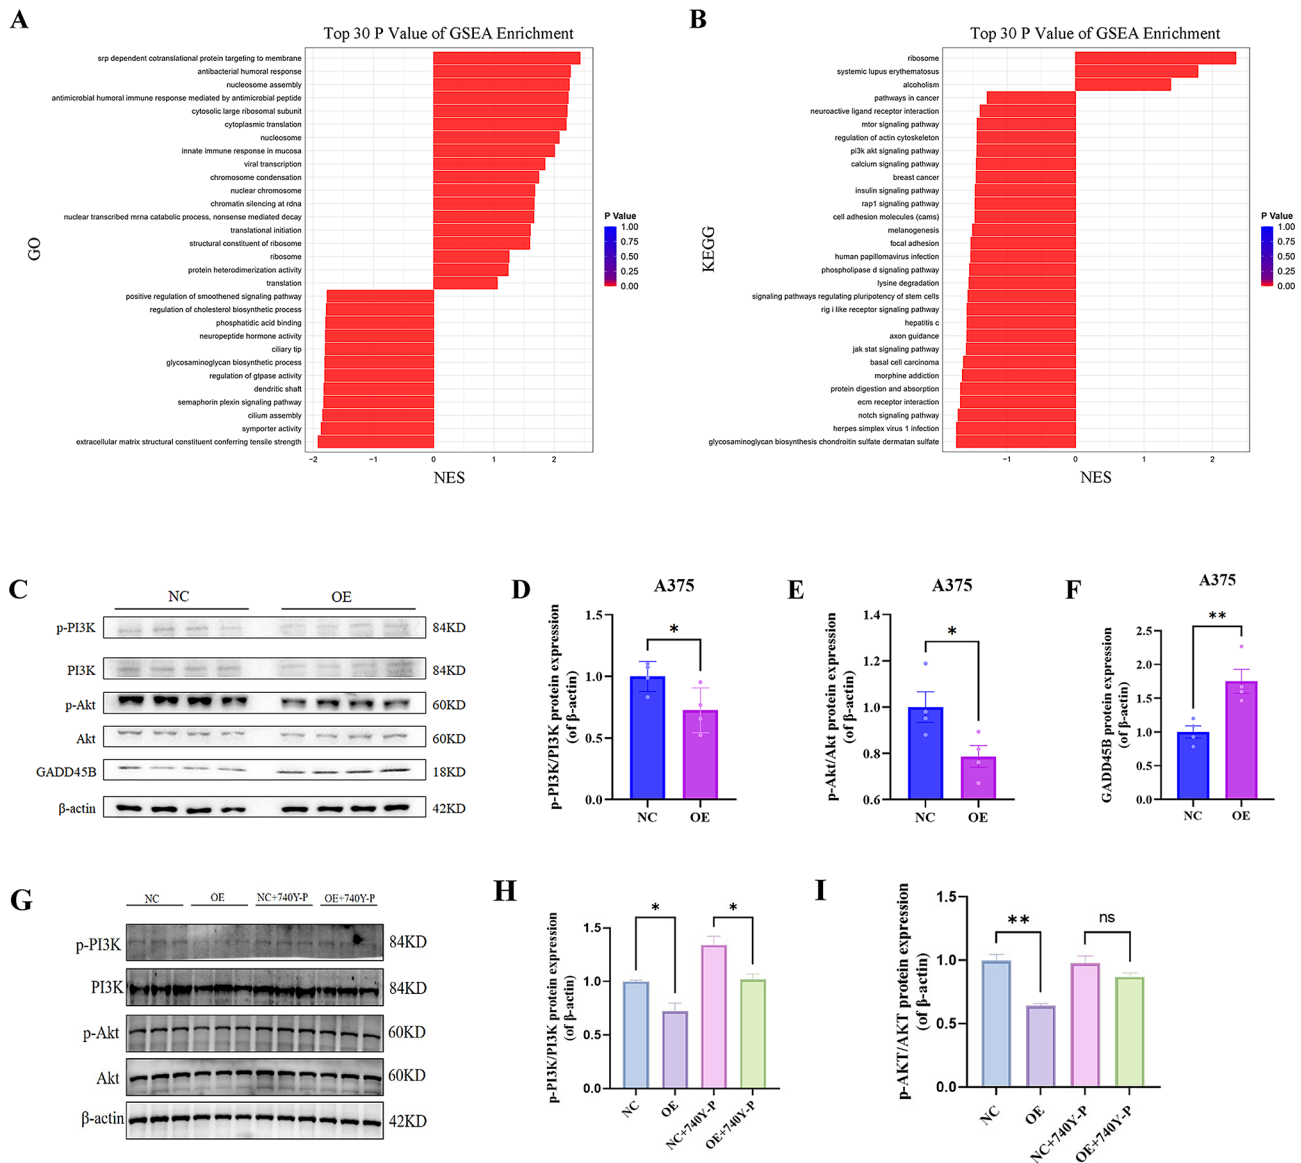 A
Top 30 P Value of GSEA Enrichment
srp dependent cotranslational protein targeting to membrane
antibacterial humoral response
nucleosome assembly
antimicrobial humoral immune response mediated by antimicrobial peptide
cytosolic large ribosomal subunit
cytoplasmic translation
nucleosome
innate immune response in mucosa
viral transcription
chromosome condensation
nuclear chromosome
chromatin silencing at rdna
nuclear transcribed mrna catabolic process, nonsense mediated decay
translational initiation
structural constituent of ribosome
ribosome
protein heterodimerization activity
translation
positive regulation of smoothened signaling pathway
regulation of cholesterol biosynthetic process
phosphatidic acid binding
neuropeptide hormone activity
ciliary tip
glycosaminoglycan biosynthetic process
regulation of gtpase activity
dendritic shaft
semaphorin plexin signaling pathway
cilium assembly
symporter activity
extracellular matrix structural constituent conferring tensile strength
GO
−2 −1 0 1 2
NES
P Value
1.00
0.75
0.50
0.25
0.00
B
Top 30 P Value of GSEA Enrichment
ribosome
systemic lupus erythematosus
alcoholism
pathways in cancer
neuroactive ligand receptor interaction
mtor signaling pathway
regulation of actin cytoskeleton
pi3k akt signaling pathway
calcium signaling pathway
breast cancer
insulin signaling pathway
rap1 signaling pathway
cell adhesion molecules (cams)
melanogenesis
focal adhesion
human papillomavirus infection
phospholipase d signaling pathway
lysine degradation
signaling pathways regulating pluripotency of stem cells
rig i like receptor signaling pathway
hepatitis c
axon guidance
jak stat signaling pathway
basal cell carcinoma
morphine addiction
protein digestion and absorption
ecm receptor interaction
notch signaling pathway
herpes simplex virus 1 infection
glycosaminoglycan biosynthesis chondroitin sulfate dermatan sulfate
KEGG
−1 0 1 2
NES
P Value
1.00
0.75
0.50
0.25
0.00
C
NC OE
p-PI3K 84KD
PI3K 84KD
p-Akt 60KD
Akt 60KD
GADD45B 18KD
β-actin 42KD
D
A375
p-PI3K/PI3K protein expression
(of β-actin)
1.5
1.0
0.5
0.0
*
NC OE
E
A375
p-Akt/Akt protein expression
(of β-actin)
1.4
1.2
1.0
0.8
0.6
*
NC OE
F
A375
GADD45B protein expression
(of β-actin)
2.5
2.0
1.5
1.0
0.5
0.0
**
NC OE
G
NC OE NC+740Y-P OE+740Y-P
p-PI3K 84KD
PI3K 84KD
p-Akt 60KD
Akt 60KD
β-actin 42KD
H
p-PI3K/PI3K protein expression
(of β-actin)
1.5
1.0
0.5
0.0
* *
NC OE NC+740Y-P OE+740Y-P
I
p-AKT/AKT protein expression
(of β-actin)
1.5
1.0
0.5
0.0
** ns
NC OE NC+740Y-P OE+740Y-P